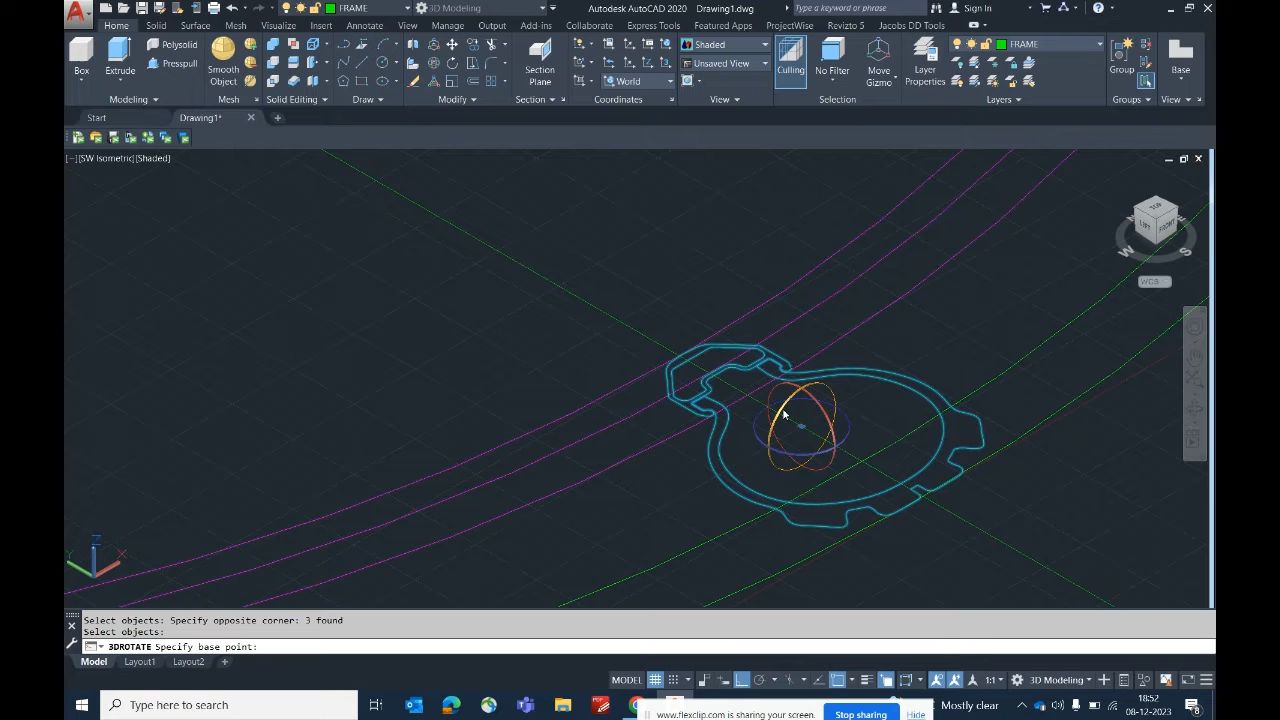 Autodesk AutoCAD 2020 Drawing1.dwg
3D Modeling
Type a keyword or phrase
Sign In
Home Solid Surface Mesh Visualize Insert Annotate View Manage Output Add-ins Collaborate Express Tools Featured Apps ProjectWise Revizto 5 Jacobs DD Tools
FRAME
Polysolid
Presspull
Box Extrude
Smooth Object
Section Plane
World
Shaded
Unsaved View
Culling
No Filter
Move Gizmo
Layer Properties
FRAME
Group
Base
Modeling Mesh Solid Editing Draw Modify Section Coordinates View Selection Layers Groups View
Start Drawing1*
[−][SW Isometric][Shaded]
TOP
LEFT FRONT
W S
WCS
Z
X
Y
Select objects: Specify opposite corner: 3 found
Select objects:
3DROTATE Specify base point:
Model Layout1 Layout2 +
MODEL 1:1 3D Modeling
Type here to search
www.flexclip.com is sharing your screen. Stop sharing Hide
Mostly clear
18:52
08-12-2023